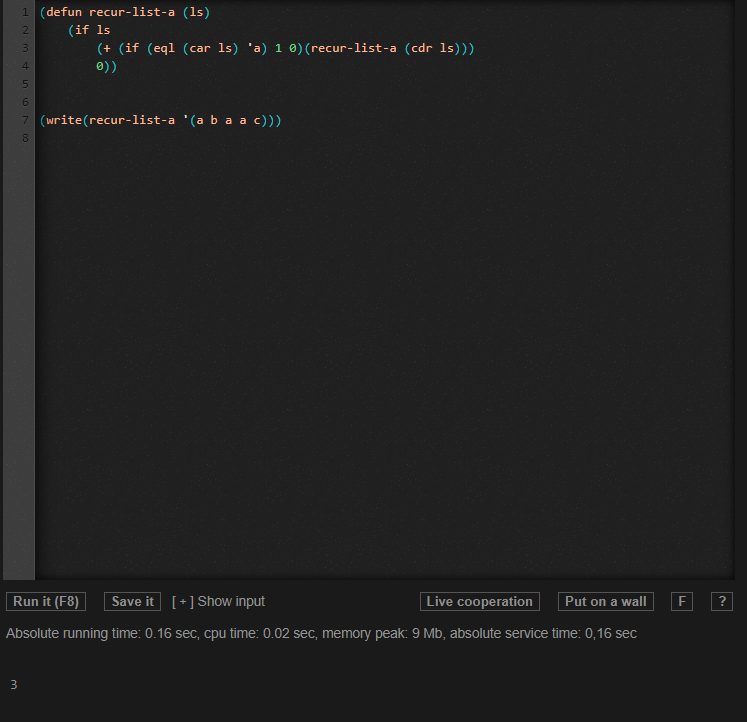 1 (defun recur-list-a (ls)
2     (if ls
3         (+ (if (eql (car ls) 'a) 1 0)(recur-list-a (cdr ls)))
4         0))
5
6
7 (write(recur-list-a '(a b a a c)))
8
Run it (F8) Save it [ + ] Show input Live cooperation Put on a wall F ?
Absolute running time: 0.16 sec, cpu time: 0.02 sec, memory peak: 9 Mb, absolute service time: 0,16 sec
3